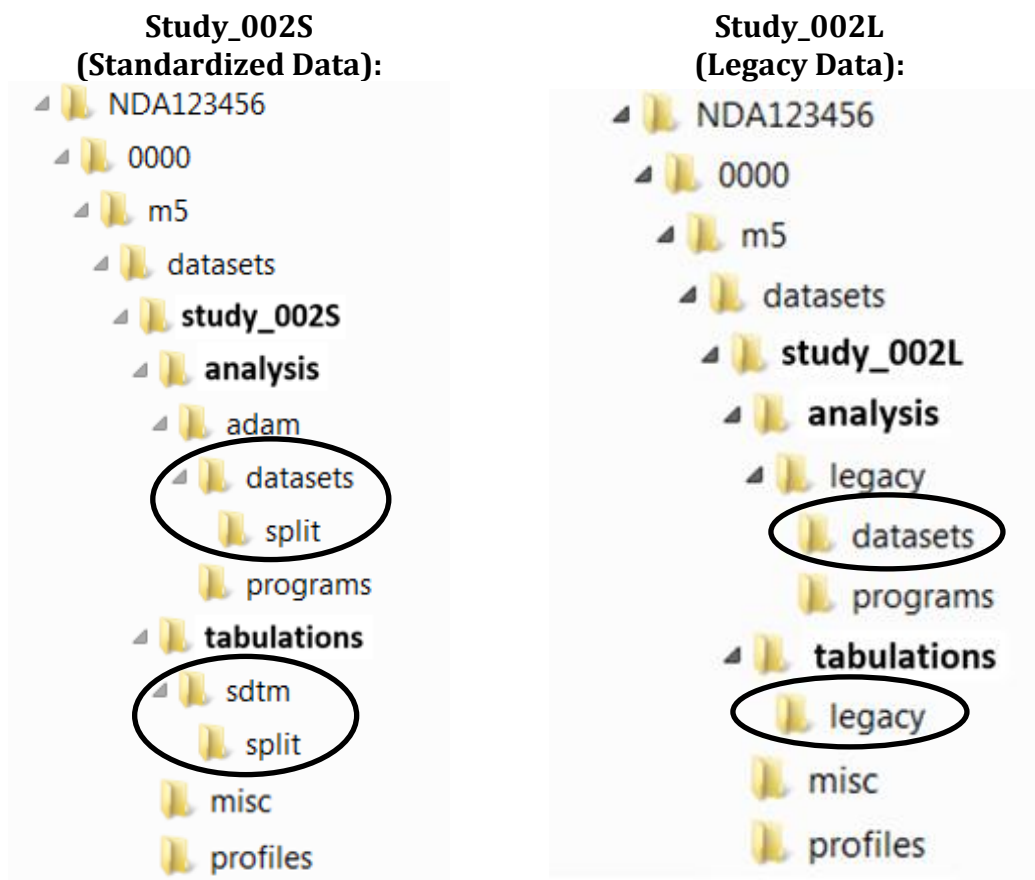 Study_002S
(Standardized Data):
NDA123456
0000
m5
datasets
study_002S
analysis
adam
datasets
split
programs
tabulations
sdtm
split
misc
profiles
Study_002L
(Legacy Data):
NDA123456
0000
m5
datasets
study_002L
analysis
legacy
datasets
programs
tabulations
legacy
misc
profiles